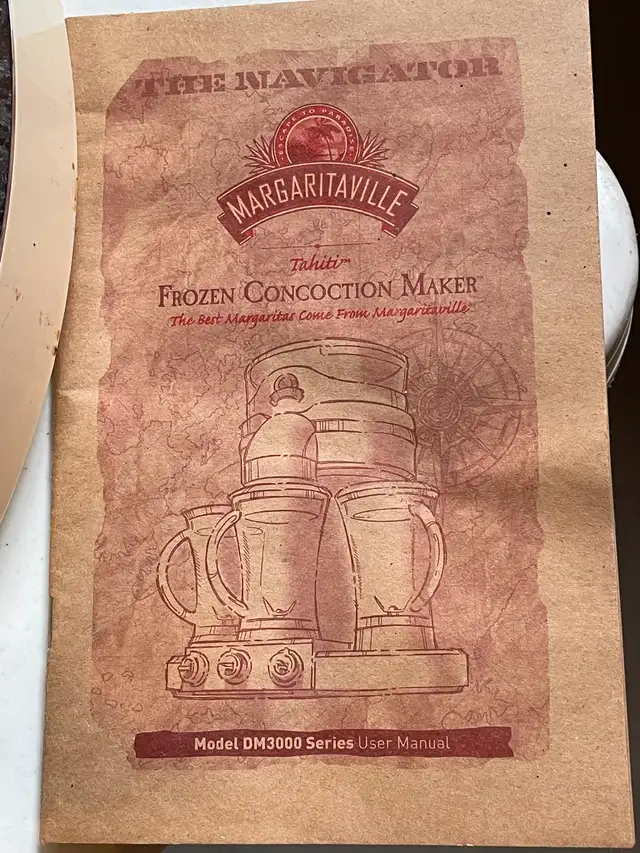 THE NAVIGATOR
ESCAPE TO PARADISE
MARGARITAVILLE
Tahiti™
FROZEN CONCOCTION MAKER™
The Best Margaritas Come From Margaritaville®
Model DM3000 Series User Manual